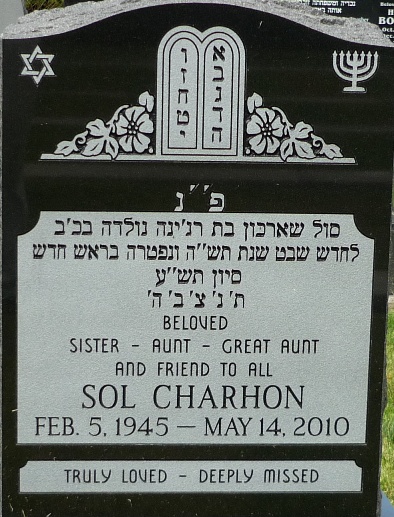 א ו
ב ז
ג ח
ד ט
ה י
פ''נ
סול שארכון בת רג'ינה נולדה בכ'ב
לחדש שבט שנת תש''ה ונפטרה בראש חדש
סיון תש''ע
ת' נ' צ' ב' ה'
BELOVED
SISTER - AUNT - GREAT AUNT
AND FRIEND TO ALL
SOL CHARHON
FEB. 5, 1945 — MAY 14, 2010
TRULY LOVED - DEEPLY MISSED